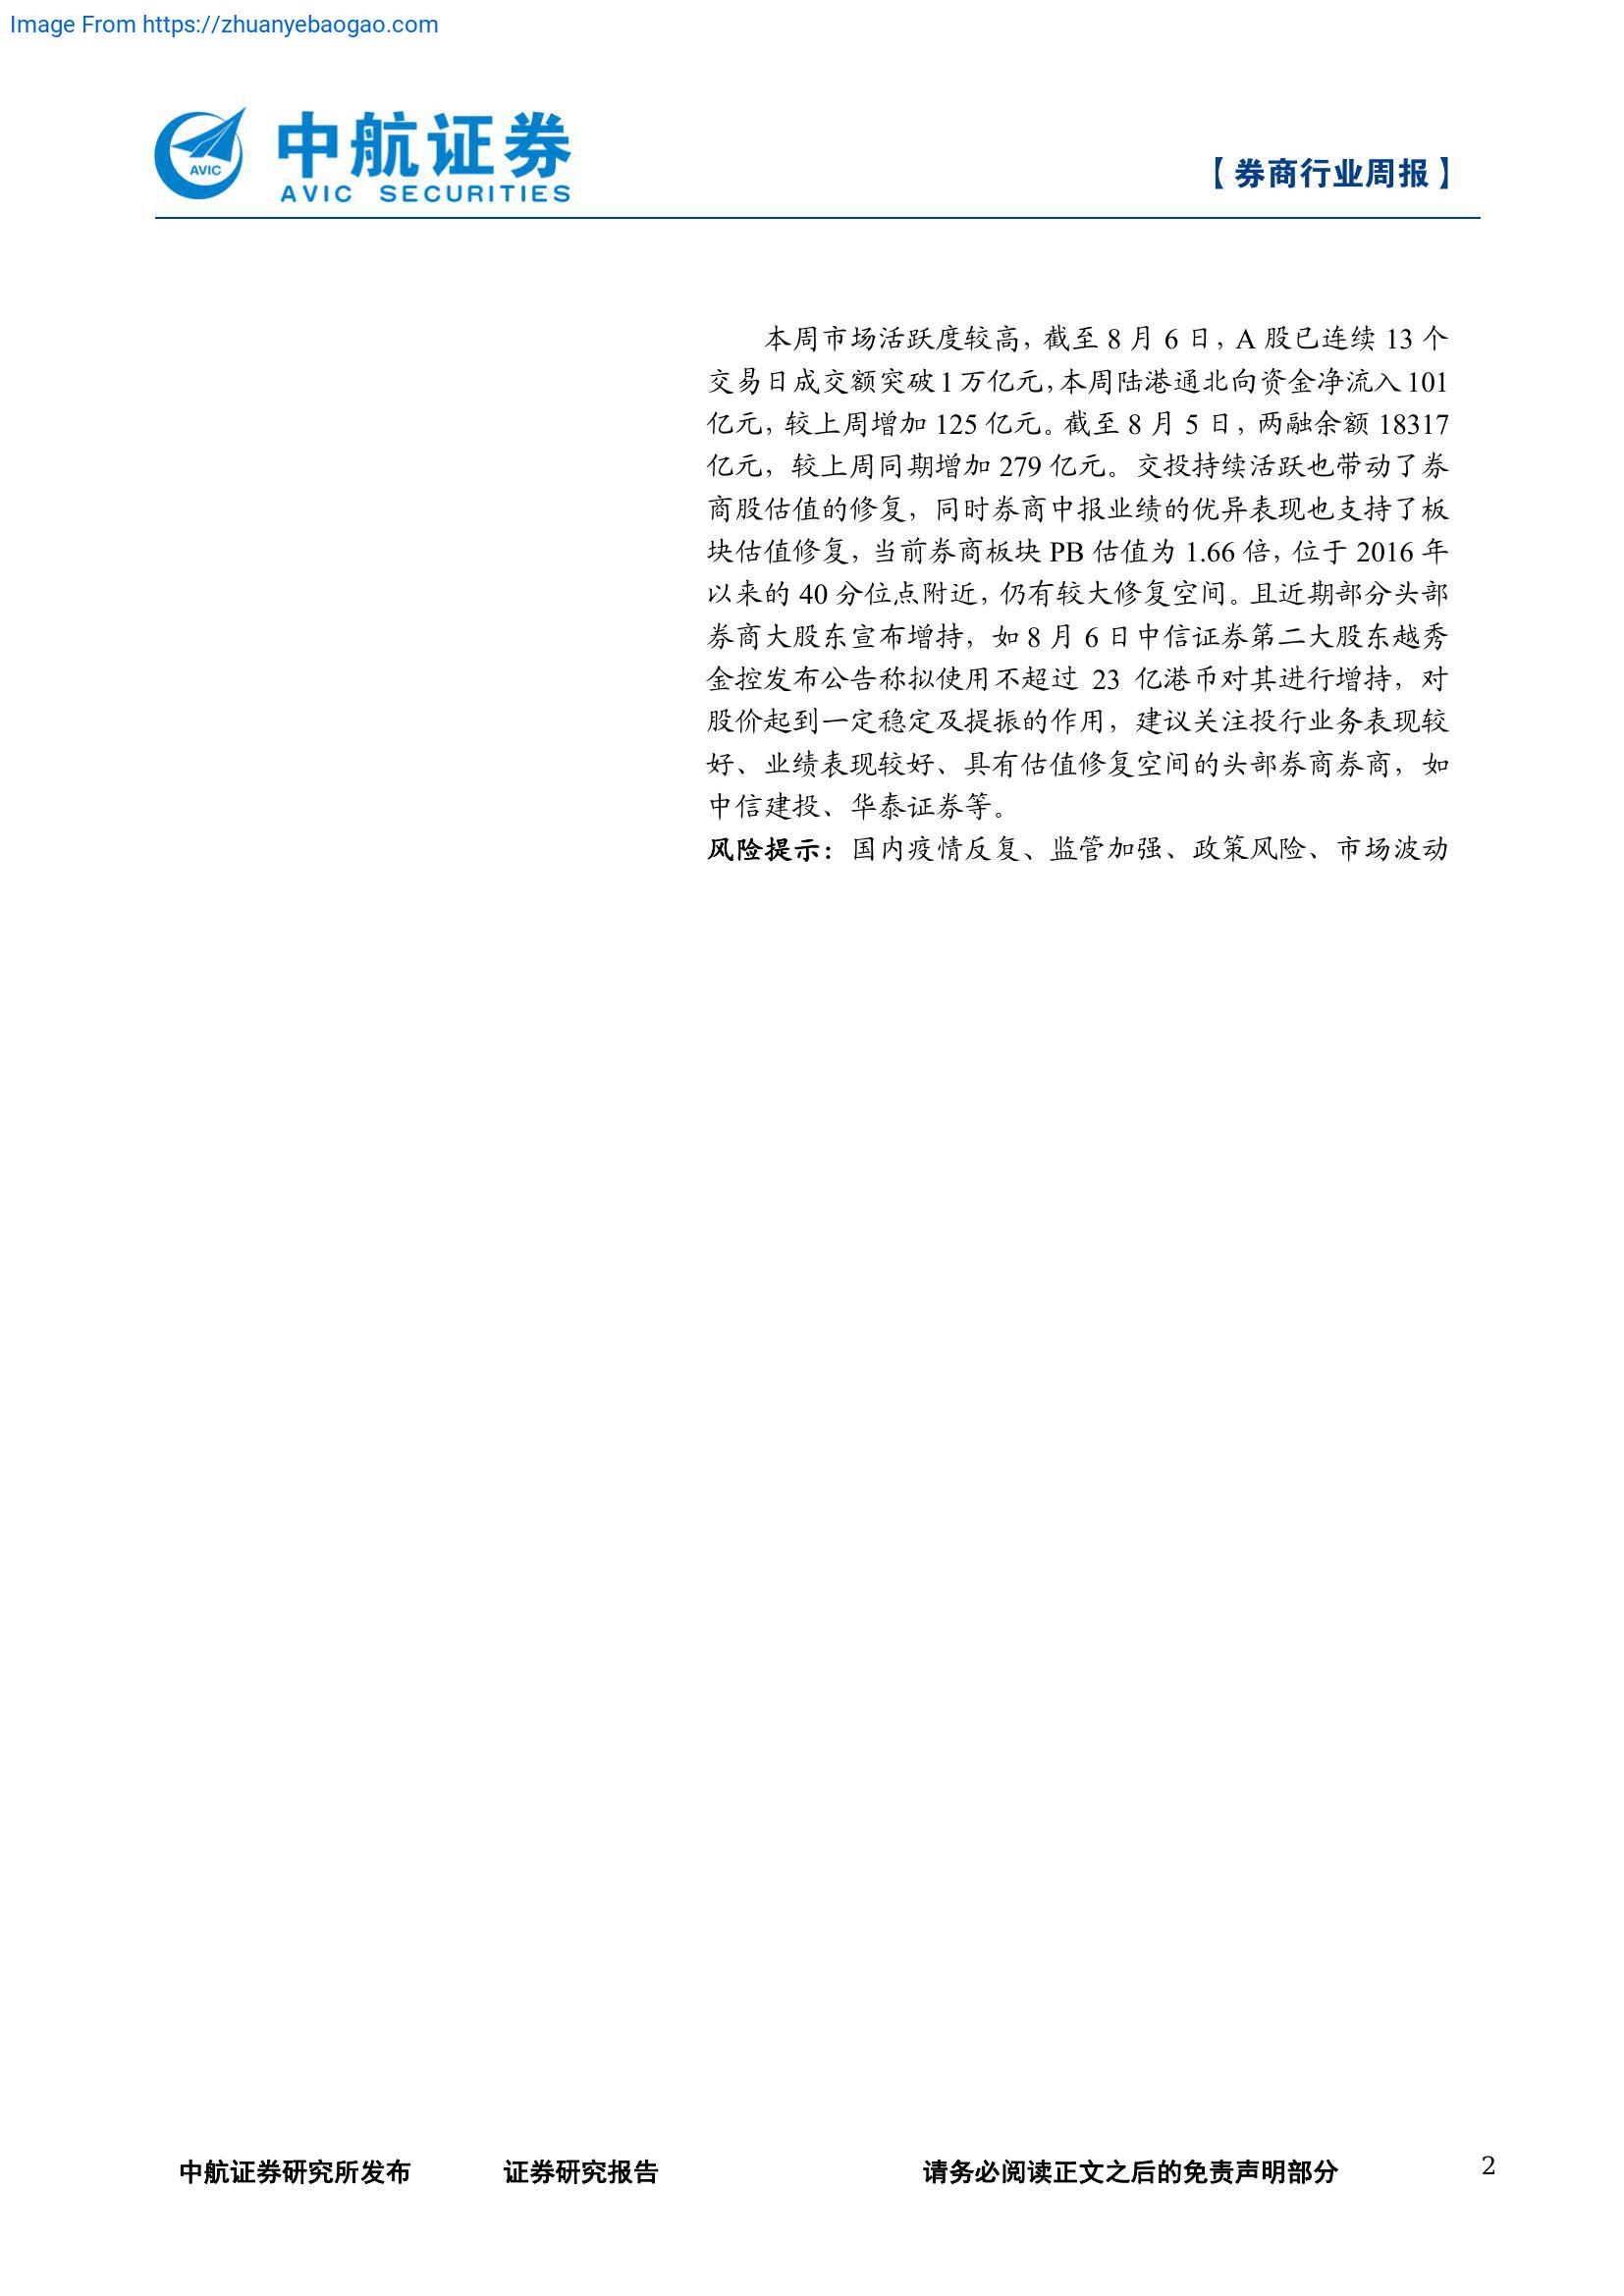 Image From https://zhuanyebaogao.com
AVIC
中航证券
AVIC SECURITIES
【券商行业周报】
本周市场活跃度较高，截至 8 月 6 日，A 股已连续 13 个
交易日成交额突破 1 万亿元，本周陆港通北向资金净流入 101
亿元，较上周增加 125 亿元。截至 8 月 5 日，两融余额 18317
亿元，较上周同期增加 279 亿元。交投持续活跃也带动了券
商股估值的修复，同时券商中报业绩的优异表现也支持了板
块估值修复，当前券商板块 PB 估值为 1.66 倍，位于 2016 年
以来的 40 分位点附近，仍有较大修复空间。且近期部分头部
券商大股东宣布增持，如 8 月 6 日中信证券第二大股东越秀
金控发布公告称拟使用不超过 23 亿港币对其进行增持，对
股价起到一定稳定及提振的作用，建议关注投行业务表现较
好、业绩表现较好、具有估值修复空间的头部券商券商，如
中信建投、华泰证券等。
风险提示：国内疫情反复、监管加强、政策风险、市场波动
中航证券研究所发布 证券研究报告 请务必阅读正文之后的免责声明部分 2